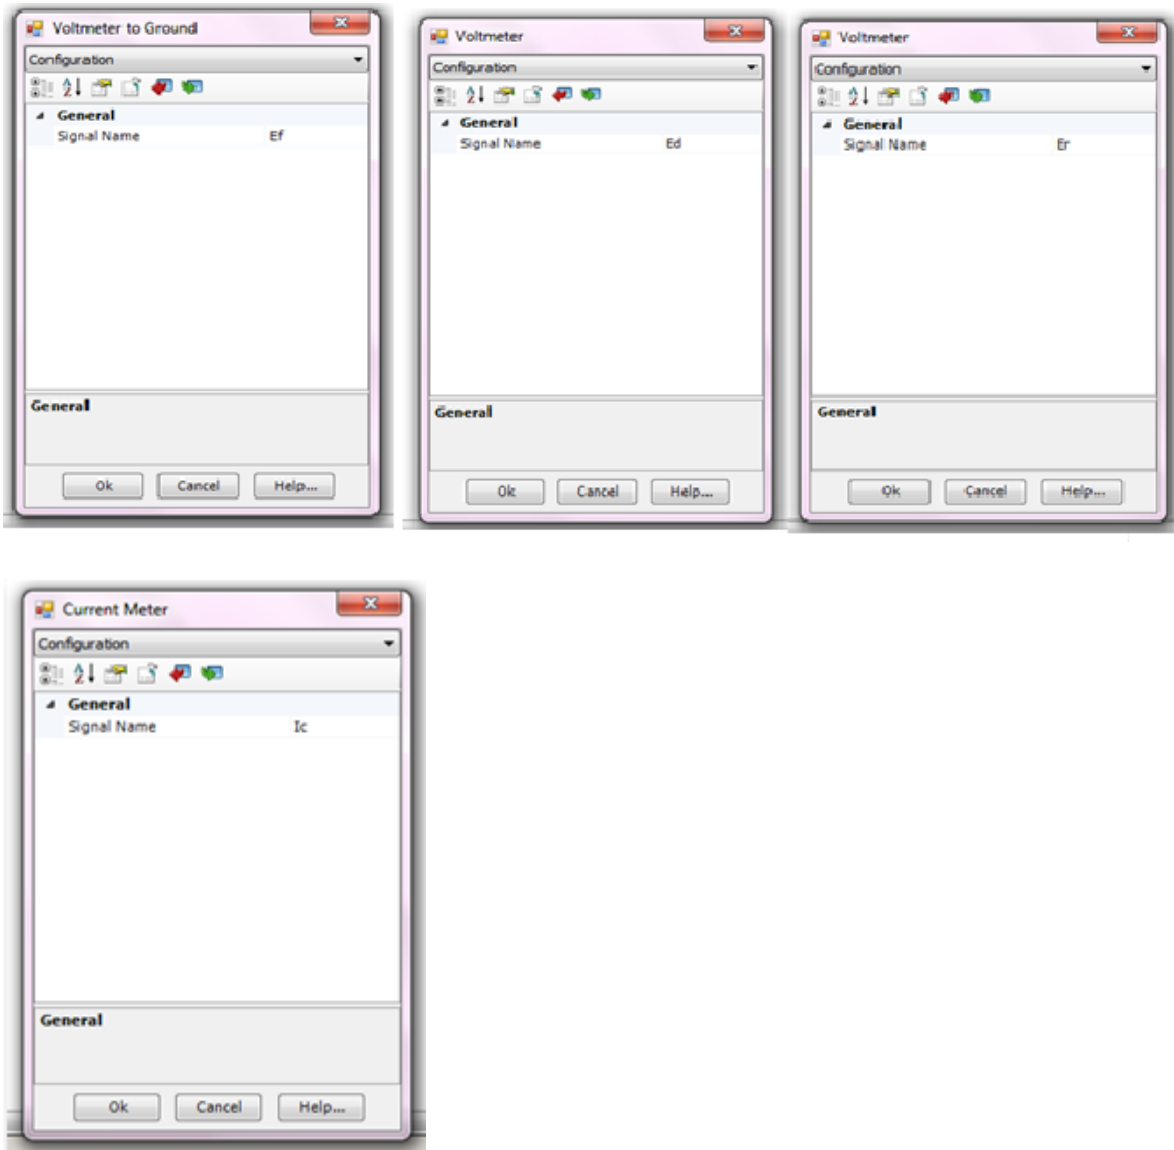 Voltmeter to Ground
Configuration
General
Signal Name Ef
General
Ok Cancel Help...
Voltmeter
Configuration
General
Signal Name Ed
General
Ok Cancel Help...
Voltmeter
Configuration
General
Signal Name Er
General
Ok Cancel Help...
Current Meter
Configuration
General
Signal Name Ic
General
Ok Cancel Help...